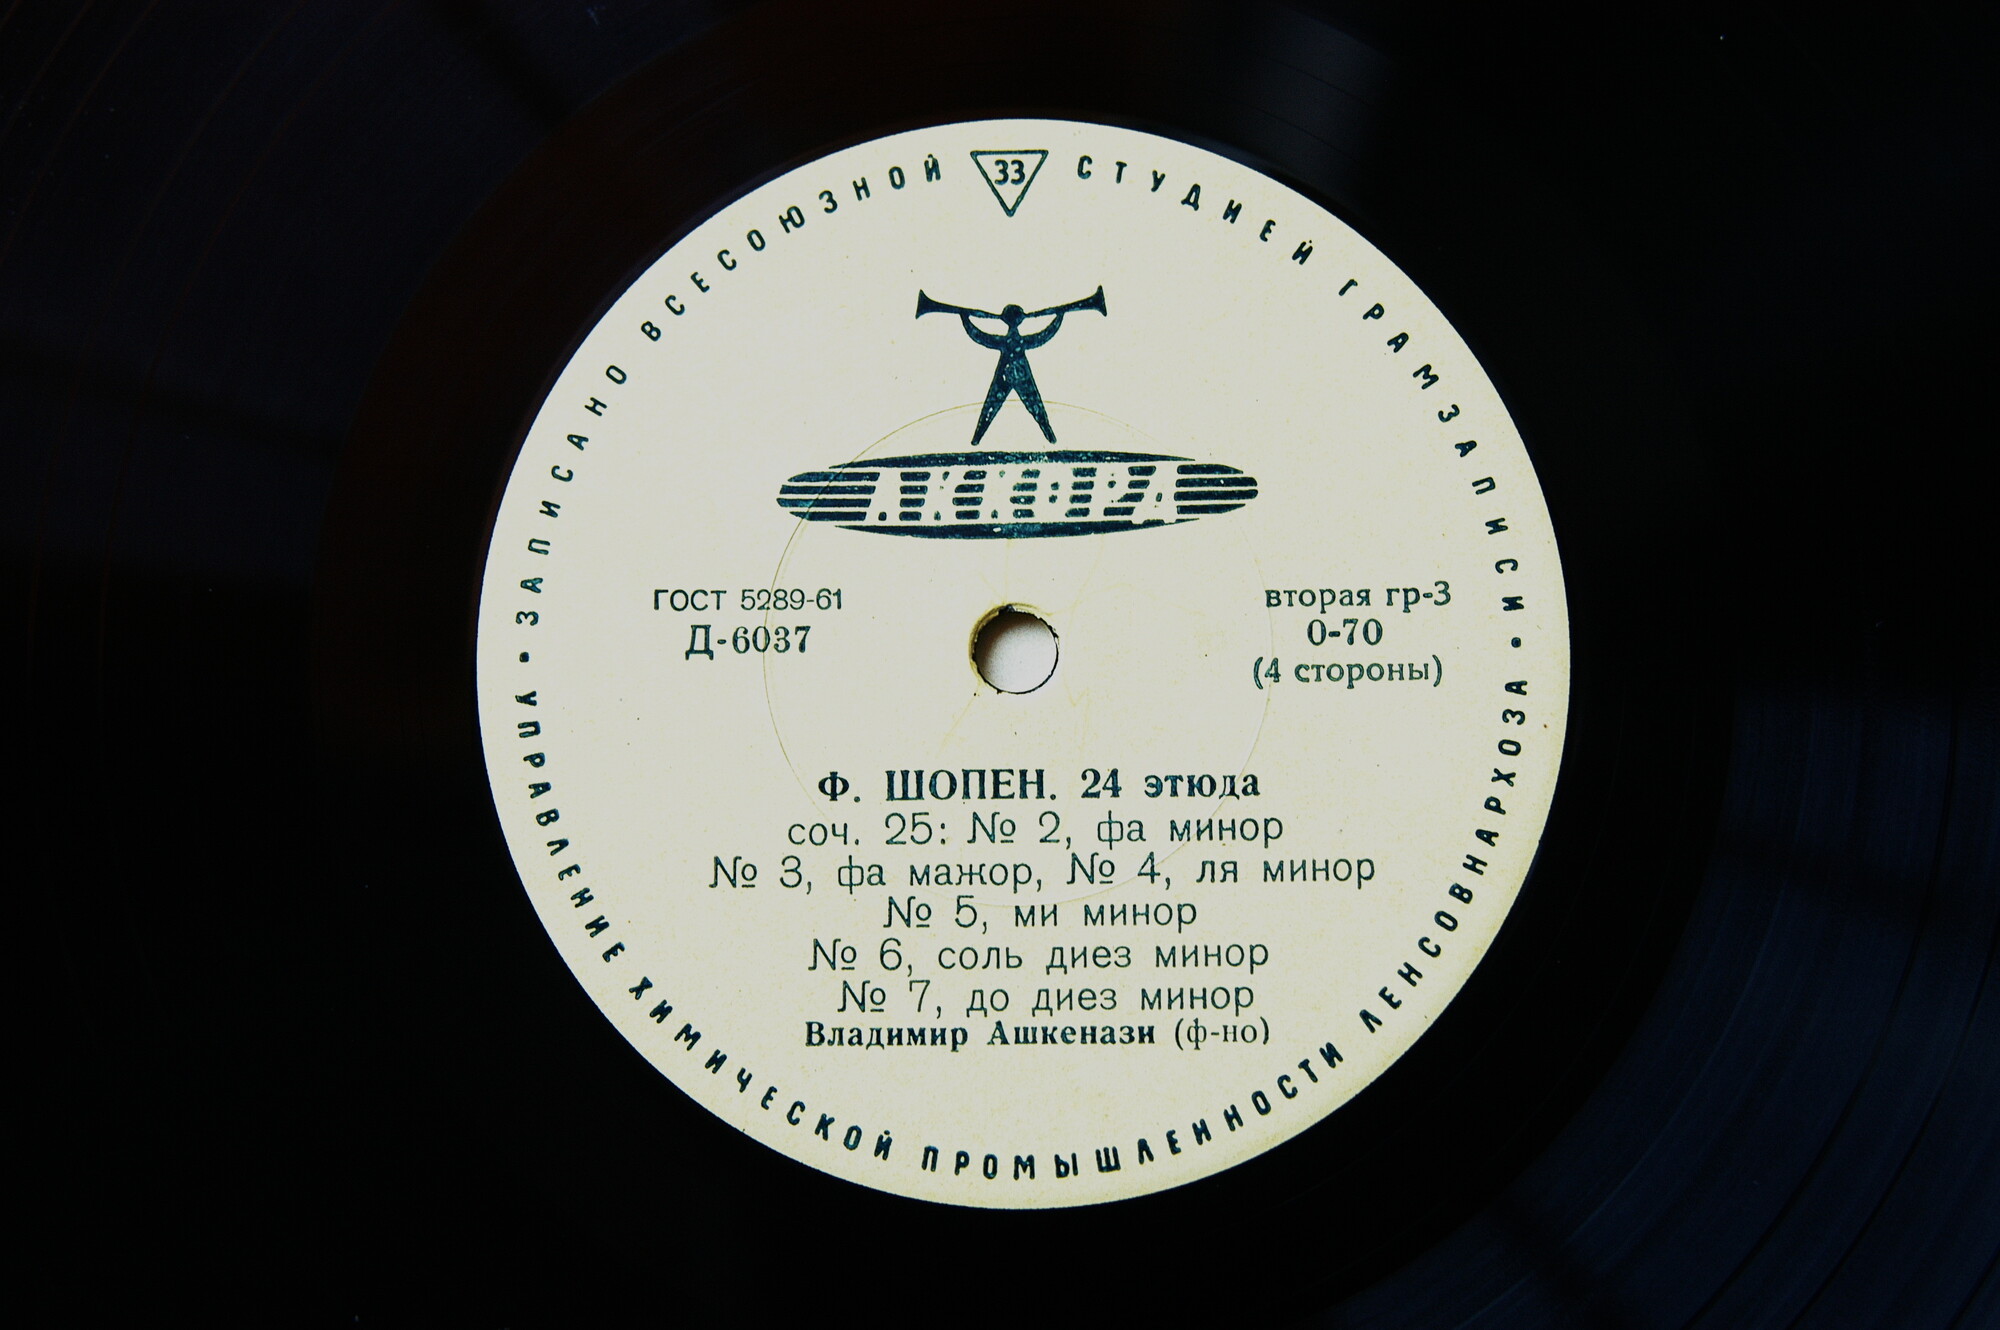 ЗАПИСАНО ВСЕСОЮЗНОЙ 33 СТУДИЕЙ ГРАМЗАПИСИ
АККОРД
ГОСТ 5289-61
Д-6037
вторая гр-3
0-70
(4 стороны)
Ф. ШОПЕН. 24 этюда
соч. 25: № 2, фа минор
№ 3, фа мажор, № 4, ля минор
№ 5, ми минор
№ 6, соль диез минор
№ 7, до диез минор
Владимир Ашкенази (ф-но)
УПРАВЛЕНИЕ ХИМИЧЕСКОЙ ПРОМЫШЛЕННОСТИ ЛЕНСОВНАРХОЗА